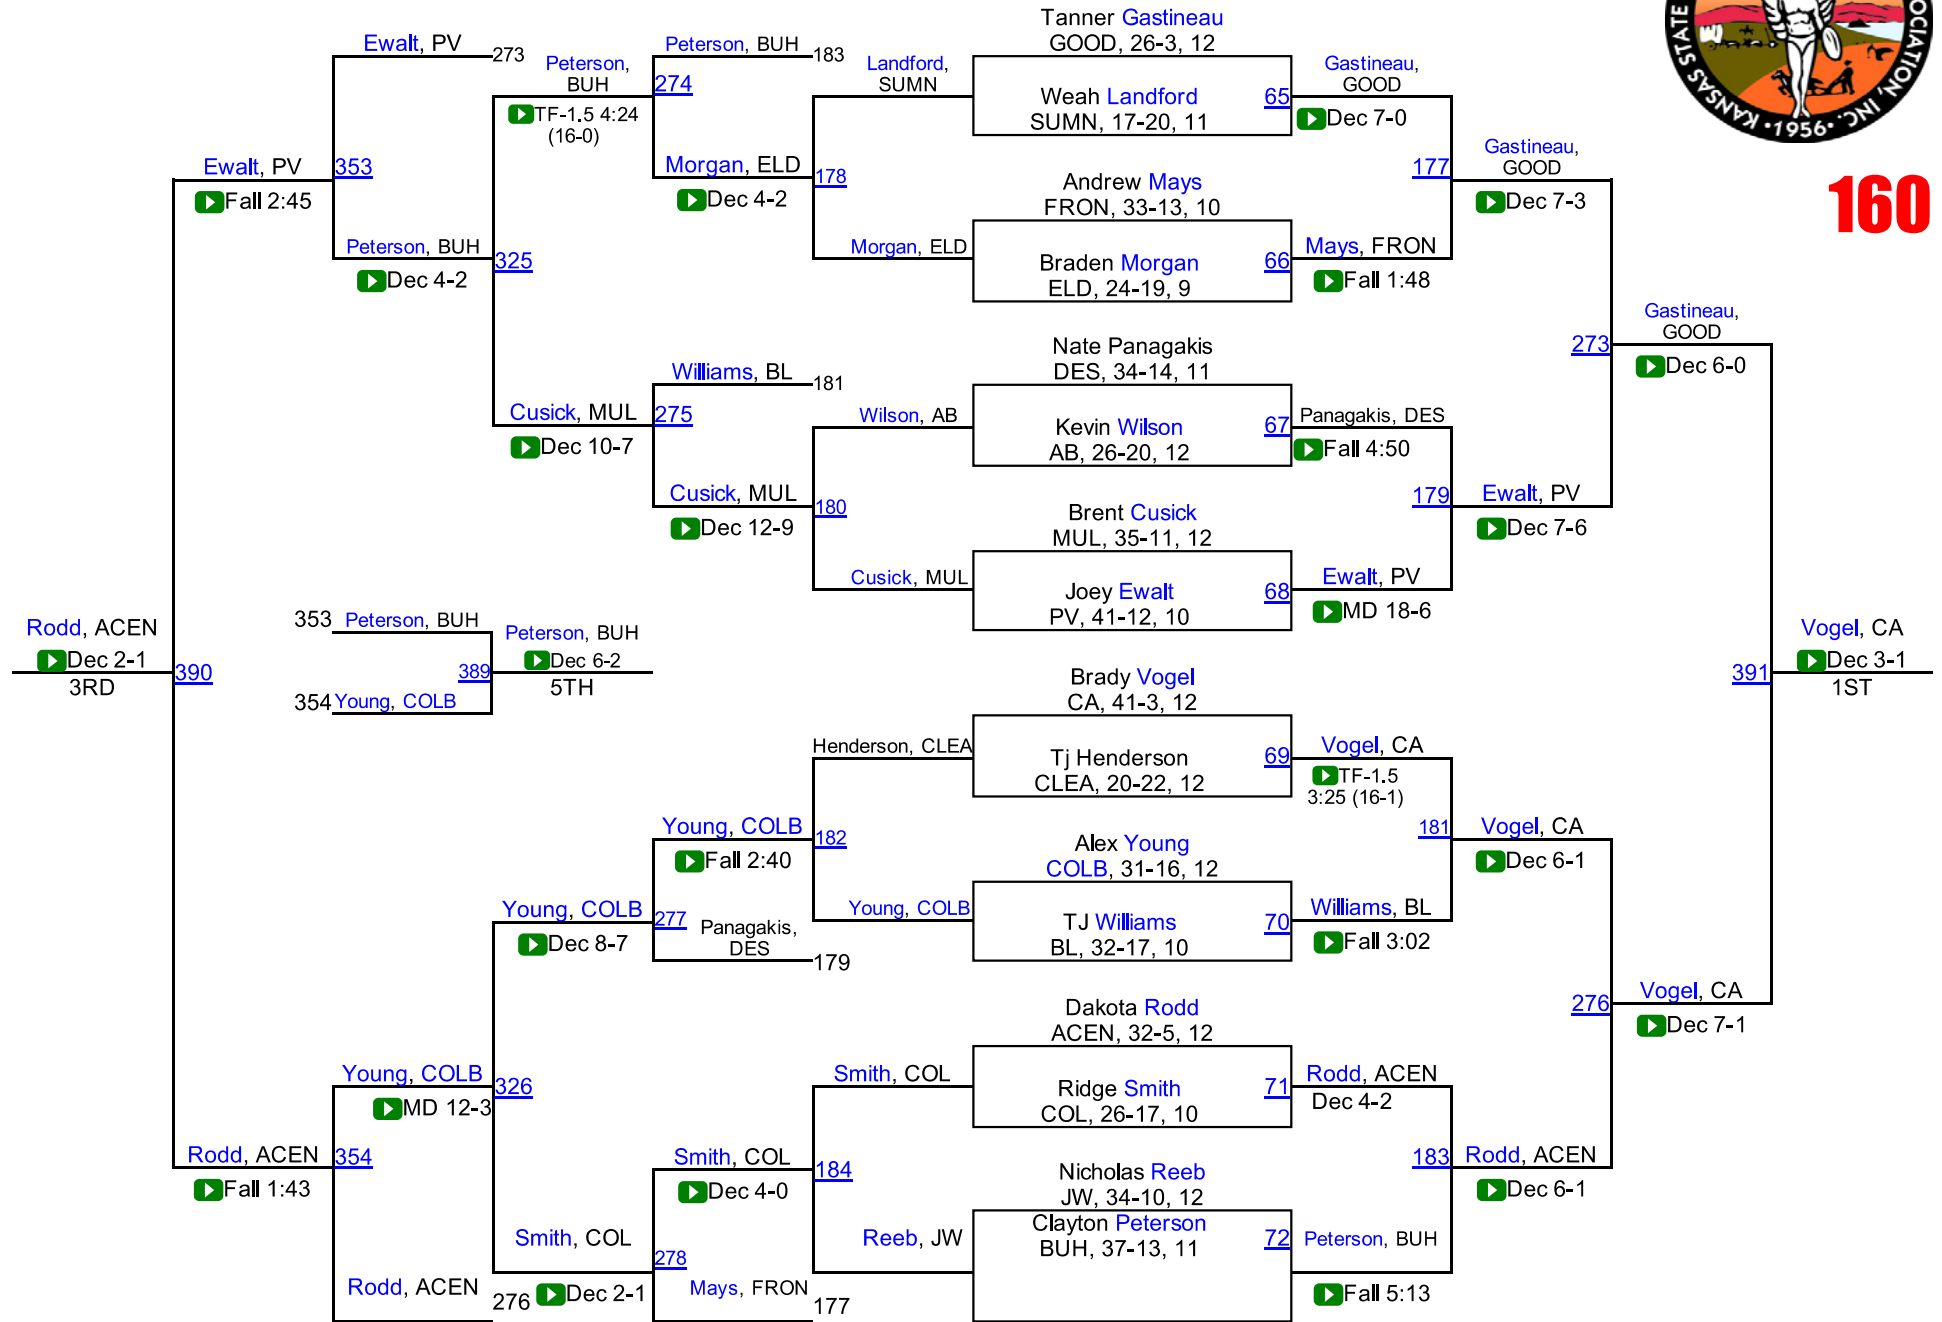 KANSAS STATE
OCIATION, INC.
•1956•
160
Ewalt, PV
273
Peterson, BUH
183
Peterson,
BUH
274
TF-1.5 4:24
(16-0)
Landford,
SUMN
Tanner Gastineau
GOOD, 26-3, 12
Weah Landford
SUMN, 17-20, 11
65
Gastineau,
GOOD
Dec 7-0
Ewalt, PV
353
Fall 2:45
Morgan, ELD
178
Dec 4-2
Andrew Mays
FRON, 33-13, 10
177
Gastineau,
GOOD
Dec 7-3
Peterson, BUH
325
Dec 4-2
Morgan, ELD
Braden Morgan
ELD, 24-19, 9
66
Mays, FRON
Fall 1:48
Gastineau,
GOOD
273
Dec 6-0
Nate Panagakis
DES, 34-14, 11
Williams, BL
181
Cusick, MUL
275
Dec 10-7
Wilson, AB
Kevin Wilson
AB, 26-20, 12
67
Panagakis, DES
Fall 4:50
Cusick, MUL
180
Dec 12-9
Brent Cusick
MUL, 35-11, 12
179
Ewalt, PV
Dec 7-6
Cusick, MUL
Joey Ewalt
PV, 41-12, 10
68
Ewalt, PV
MD 18-6
Rodd, ACEN
Dec 2-1
390
3RD
353
Peterson, BUH
Peterson, BUH
389
Dec 6-2
5TH
354
Young, COLB
Vogel, CA
391
Dec 3-1
1ST
Brady Vogel
CA, 41-3, 12
Henderson, CLEA
Tj Henderson
CLEA, 20-22, 12
69
Vogel, CA
TF-1.5
3:25 (16-1)
Young, COLB
182
Fall 2:40
Alex Young
COLB, 31-16, 12
181
Vogel, CA
Dec 6-1
Young, COLB
277
Dec 8-7
Panagakis,
DES
179
Young, COLB
TJ Williams
BL, 32-17, 10
70
Williams, BL
Fall 3:02
Dakota Rodd
ACEN, 32-5, 12
276
Vogel, CA
Dec 7-1
Young, COLB
326
MD 12-3
Smith, COL
Ridge Smith
COL, 26-17, 10
71
Rodd, ACEN
Dec 4-2
Rodd, ACEN
354
Fall 1:43
Smith, COL
184
Dec 4-0
Nicholas Reeb
JW, 34-10, 12
183
Rodd, ACEN
Dec 6-1
Smith, COL
278
Dec 2-1
Reeb, JW
Clayton Peterson
BUH, 37-13, 11
72
Peterson, BUH
Fall 5:13
Rodd, ACEN
276
Mays, FRON
177